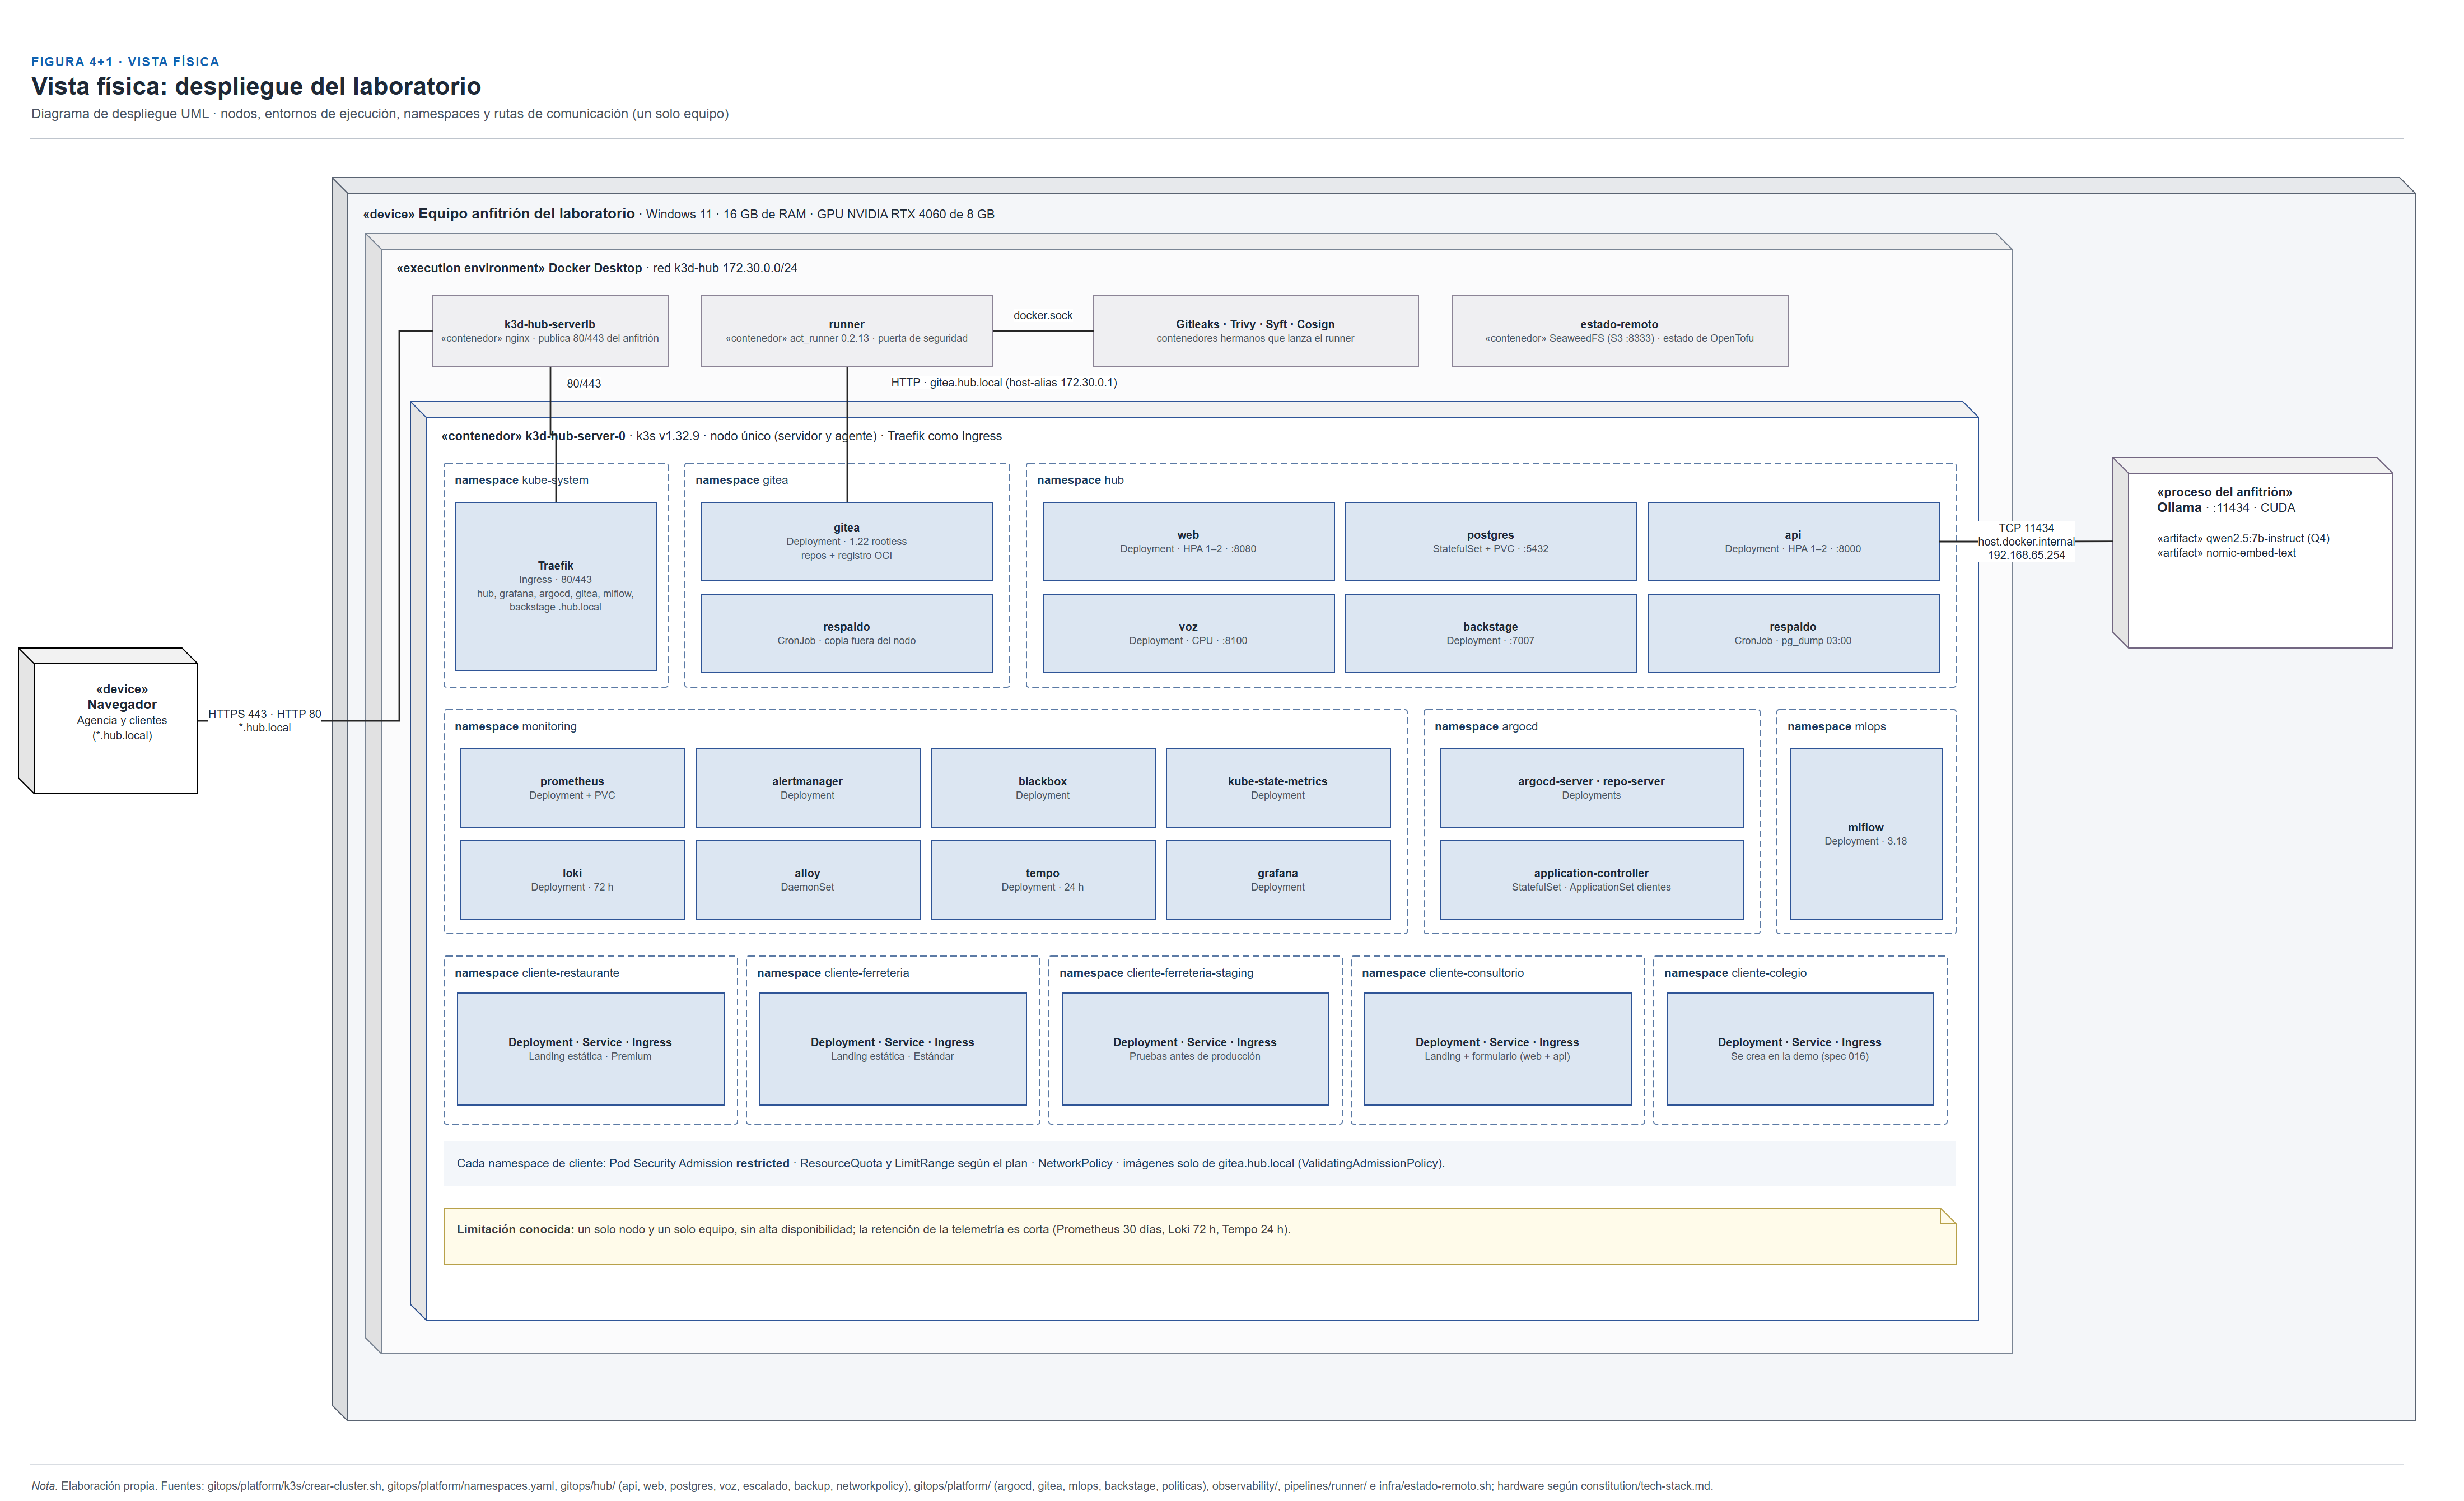 FIGURA 4+1 · VISTA FÍSICA
Vista física: despliegue del laboratorio
Diagrama de despliegue UML · nodos, entornos de ejecución, namespaces y rutas de comunicación (un solo equipo)
«device» Equipo anfitrión del laboratorio · Windows 11 · 16 GB de RAM · GPU NVIDIA RTX 4060 de 8 GB
«execution environment» Docker Desktop · red k3d-hub 172.30.0.0/24
k3d-hub-serverlb
«contenedor» nginx · publica 80/443 del anfitrión
runner
«contenedor» act_runner 0.2.13 · puerta de seguridad
docker.sock
Gitleaks · Trivy · Syft · Cosign
contenedores hermanos que lanza el runner
estado-remoto
«contenedor» SeaweedFS (S3 :8333) · estado de OpenTofu
80/443
HTTP · gitea.hub.local (host-alias 172.30.0.1)
«contenedor» k3d-hub-server-0 · k3s v1.32.9 · nodo único (servidor y agente) · Traefik como Ingress
namespace kube-system
Traefik
Ingress · 80/443
hub, grafana, argocd, gitea, mlflow,
backstage .hub.local
namespace gitea
gitea
Deployment · 1.22 rootless
repos + registro OCI
respaldo
CronJob · copia fuera del nodo
namespace hub
web
Deployment · HPA 1–2 · :8080
postgres
StatefulSet + PVC · :5432
api
Deployment · HPA 1–2 · :8000
voz
Deployment · CPU · :8100
backstage
Deployment · :7007
respaldo
CronJob · pg_dump 03:00
TCP 11434
host.docker.internal
192.168.65.254
«proceso del anfitrión»
Ollama · :11434 · CUDA
«artifact» qwen2.5:7b-instruct (Q4)
«artifact» nomic-embed-text
«device»
Navegador
Agencia y clientes
(*.hub.local)
HTTPS 443 · HTTP 80
*.hub.local
namespace monitoring
prometheus
Deployment + PVC
alertmanager
Deployment
blackbox
Deployment
kube-state-metrics
Deployment
loki
Deployment · 72 h
alloy
DaemonSet
tempo
Deployment · 24 h
grafana
Deployment
namespace argocd
argocd-server · repo-server
Deployments
application-controller
StatefulSet · ApplicationSet clientes
namespace mlops
mlflow
Deployment · 3.18
namespace cliente-restaurante
Deployment · Service · Ingress
Landing estática · Premium
namespace cliente-ferreteria
Deployment · Service · Ingress
Landing estática · Estándar
namespace cliente-ferreteria-staging
Deployment · Service · Ingress
Pruebas antes de producción
namespace cliente-consultorio
Deployment · Service · Ingress
Landing + formulario (web + api)
namespace cliente-colegio
Deployment · Service · Ingress
Se crea en la demo (spec 016)
Cada namespace de cliente: Pod Security Admission restricted · ResourceQuota y LimitRange según el plan · NetworkPolicy · imágenes solo de gitea.hub.local (ValidatingAdmissionPolicy).
Limitación conocida: un solo nodo y un solo equipo, sin alta disponibilidad; la retención de la telemetría es corta (Prometheus 30 días, Loki 72 h, Tempo 24 h).
Nota. Elaboración propia. Fuentes: gitops/platform/k3s/crear-cluster.sh, gitops/platform/namespaces.yaml, gitops/hub/ (api, web, postgres, voz, escalado, backup, networkpolicy), gitops/platform/ (argocd, gitea, mlops, backstage, politicas), observability/, pipelines/runner/ e infra/estado-remoto.sh; hardware según constitution/tech-stack.md.